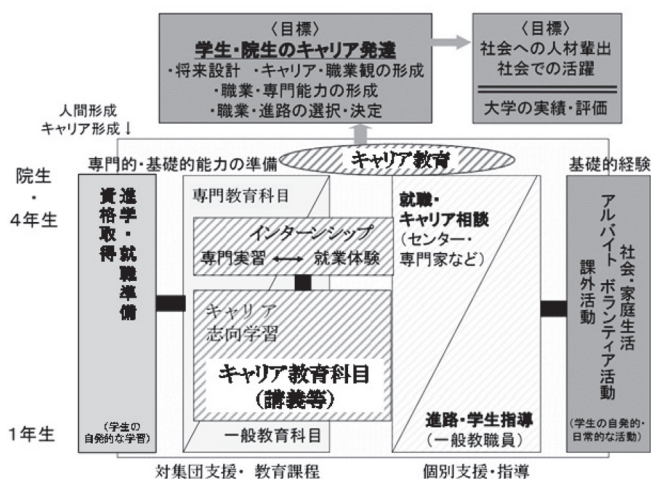 〈目標〉
学生・院生のキャリア発達
・将来設計 ・キャリア・職業観の形成
・職業・専門能力の形成
・職業・進路の選択・決定
〈目標〉
社会への人材輩出
社会での活躍
大学の実績・評価
人間形成
キャリア形成↓
専門的・基礎的能力の準備
キャリア教育
基礎的経験
院生
・
4年生
1年生
進学・就職準備
資格取得
(学生の
自発的な学習)
専門教育科目
インターンシップ
専門実習 ↔ 就業体験
キャリア
志向学習
キャリア教育科目
(講義等)
一般教育科目
就職・
キャリア相談
(センター・
専門家など)
進路・学生指導
(一般教職員)
社会・家庭生活
アルバイト ボランティア活動
課外活動
(学生の自発的・
日常的な活動)
対集団支援・ 教育課程
個別支援・指導